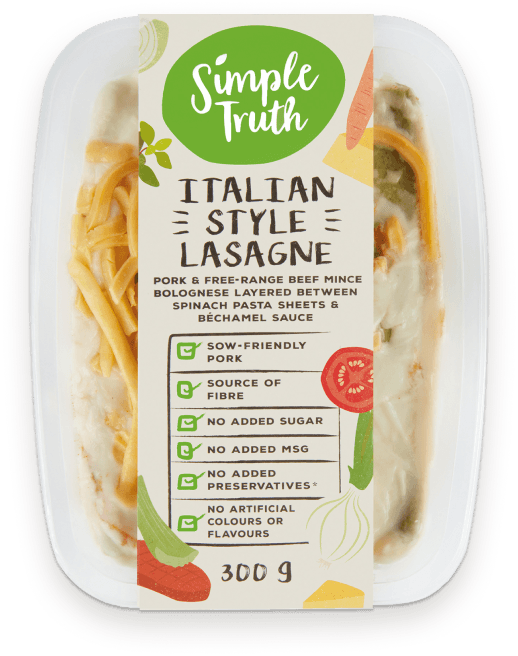 Simple
Truth
ITALIAN
STYLE
LASAGNE
PORK & FREE-RANGE BEEF MINCE
BOLOGNESE LAYERED BETWEEN
SPINACH PASTA SHEETS &
BÉCHAMEL SAUCE
SOW-FRIENDLY
PORK
SOURCE OF
FIBRE
NO ADDED SUGAR
NO ADDED MSG
NO ADDED
PRESERVATIVES*
NO ARTIFICIAL
COLOURS OR
FLAVOURS
300 g